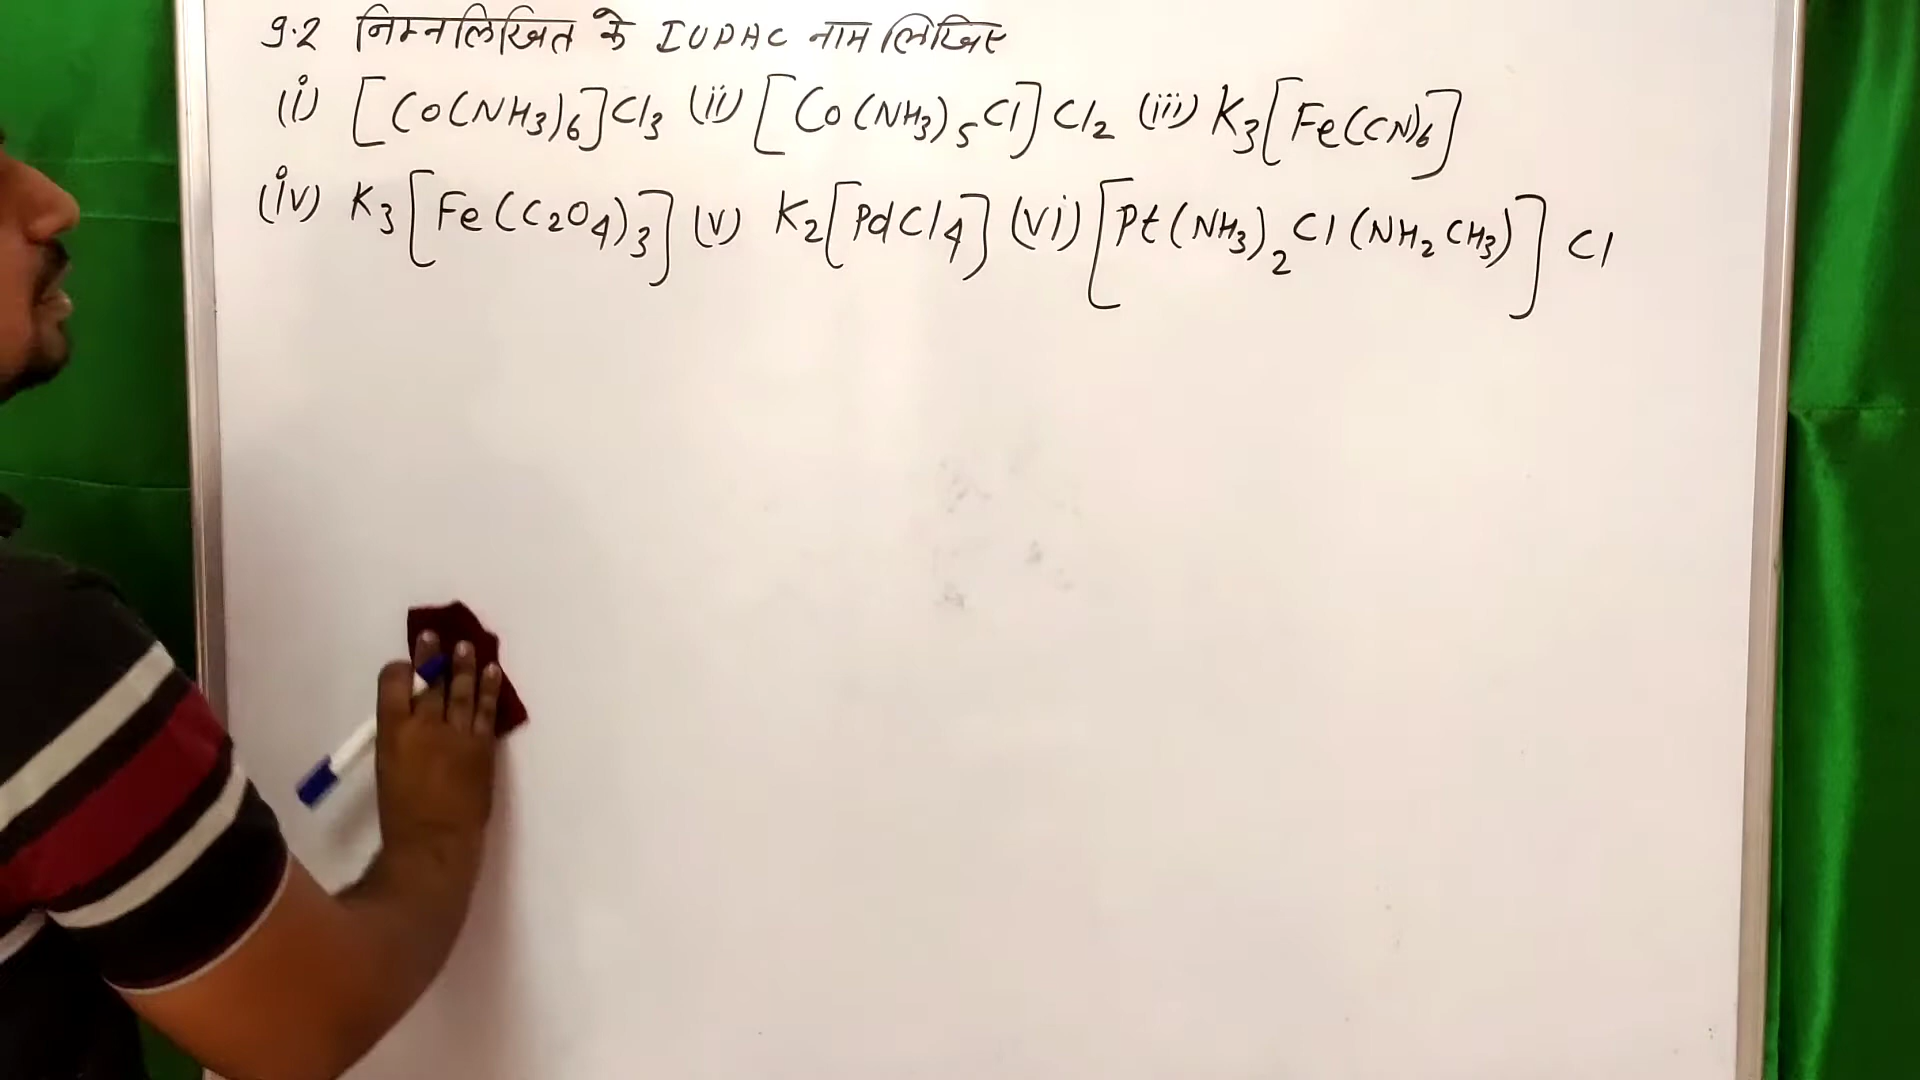 9.2 निम्नलिखित के IUPAC नाम लिखिए
(i) [Co(NH3)6]Cl3 (ii) [Co(NH3)5Cl]Cl2 (iii) K3[Fe(CN)6]
(iv) K3[Fe(C2O4)3] (v) K2[PdCl4] (vi) [Pt(NH3)2Cl(NH2CH3)]Cl